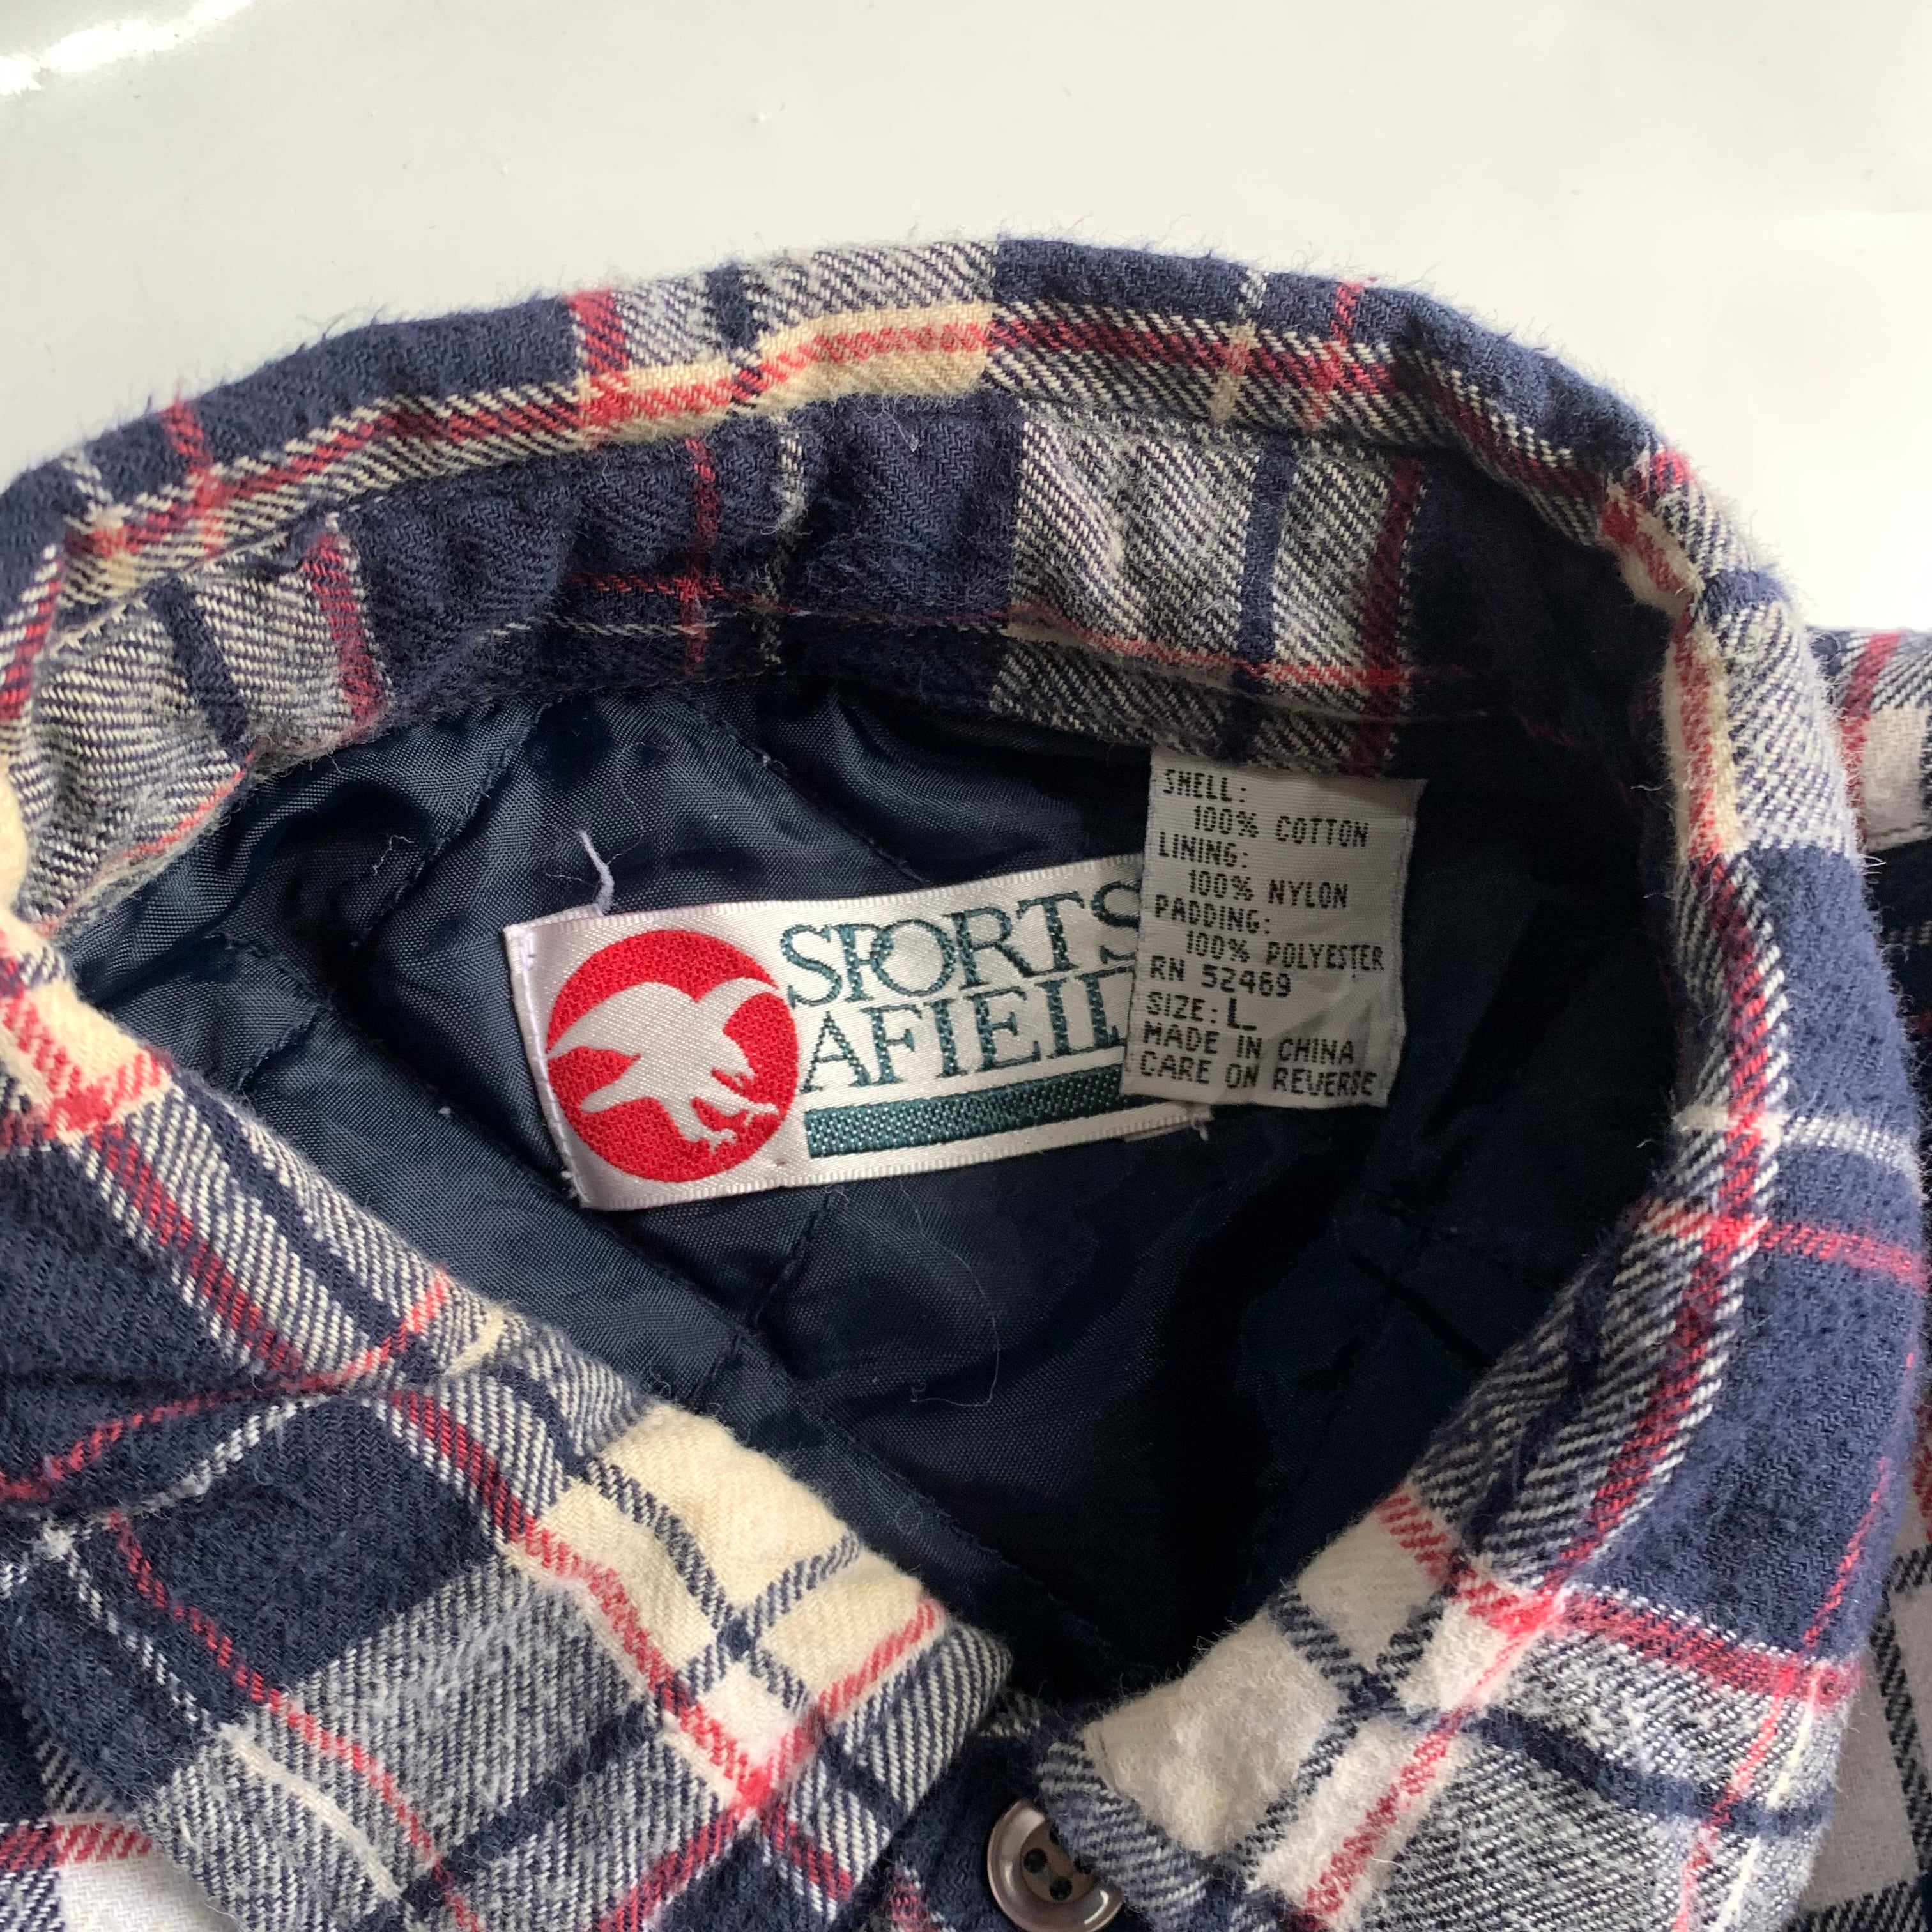 SPORTS
AFIELD
SHELL:
100% COTTON
LINING:
100% NYLON
PADDING:
100% POLYESTER
RN 52469
SIZE: L
MADE IN CHINA
CARE ON REVERSE